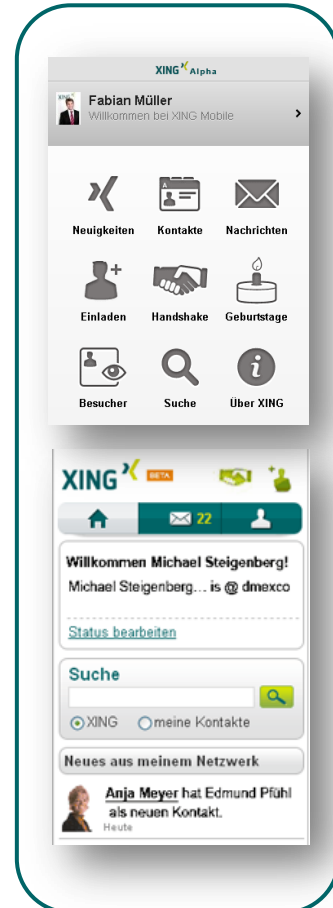 XING Alpha
XING
Fabian Müller
Willkommen bei XING Mobile
Neuigkeiten Kontakte Nachrichten
Einladen Handshake Geburtstage
Besucher Suche Über XING
XING BETA
22
Willkommen Michael Steigenberg!
Michael Steigenberg... is @ dmexco
Status bearbeiten
Suche
XING meine Kontakte
Neues aus meinem Netzwerk
Anja Meyer hat Edmund Pfühl
als neuen Kontakt.
Heute